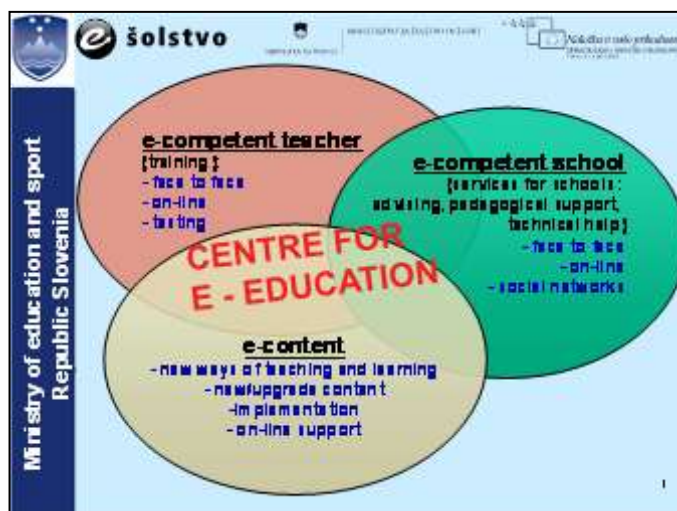 e šolstvo
Ministry of education and sport
Republic Slovenia
e-competent teacher
(training)
- face to face
- on-line
- testing
e-competent school
(services for schools:
advising, pedagogical support,
technical help)
- face to face
- on-line
- social networks
CENTRE FOR
E - EDUCATION
e-content
- new ways of teaching and learning
- new/upgrade content
- implementation
- on-line support